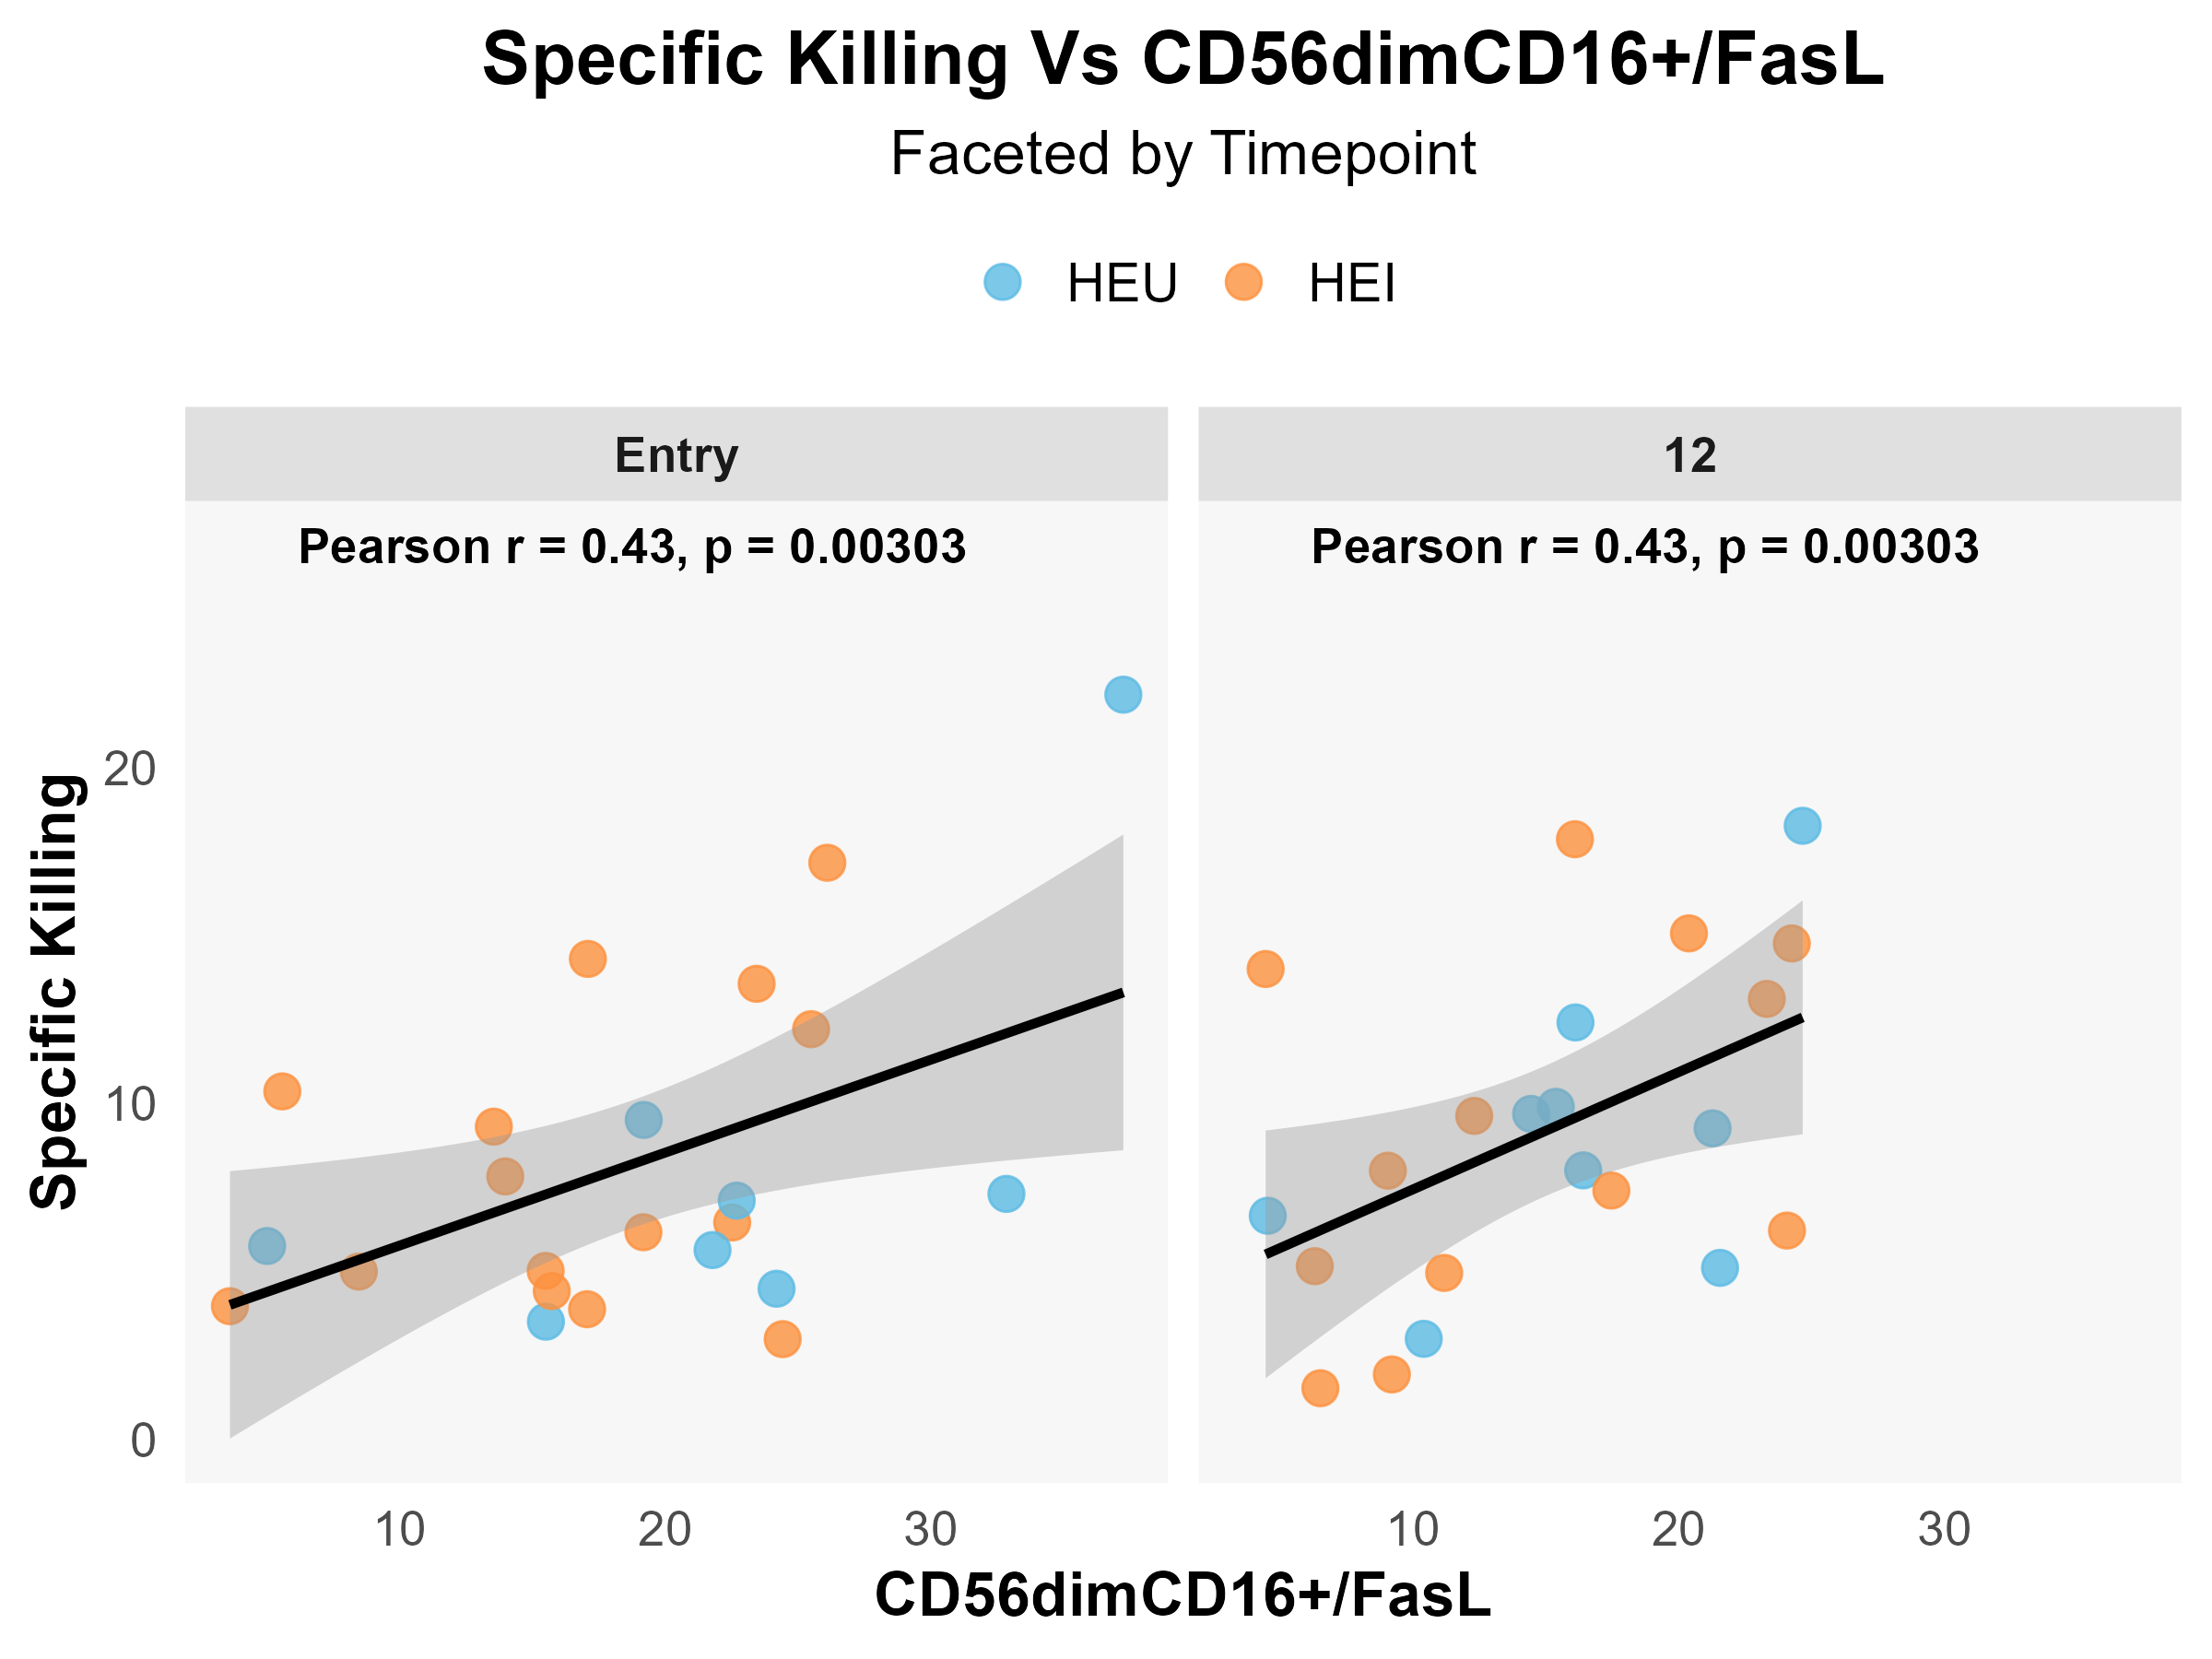 Specific Killing Vs CD56dimCD16+/FasL
Faceted by Timepoint
HEU HEI
Entry 12
Pearson r = 0.43, p = 0.00303 Pearson r = 0.43, p = 0.00303
Specific Killing
20
10
0
10 20 30 10 20 30
CD56dimCD16+/FasL